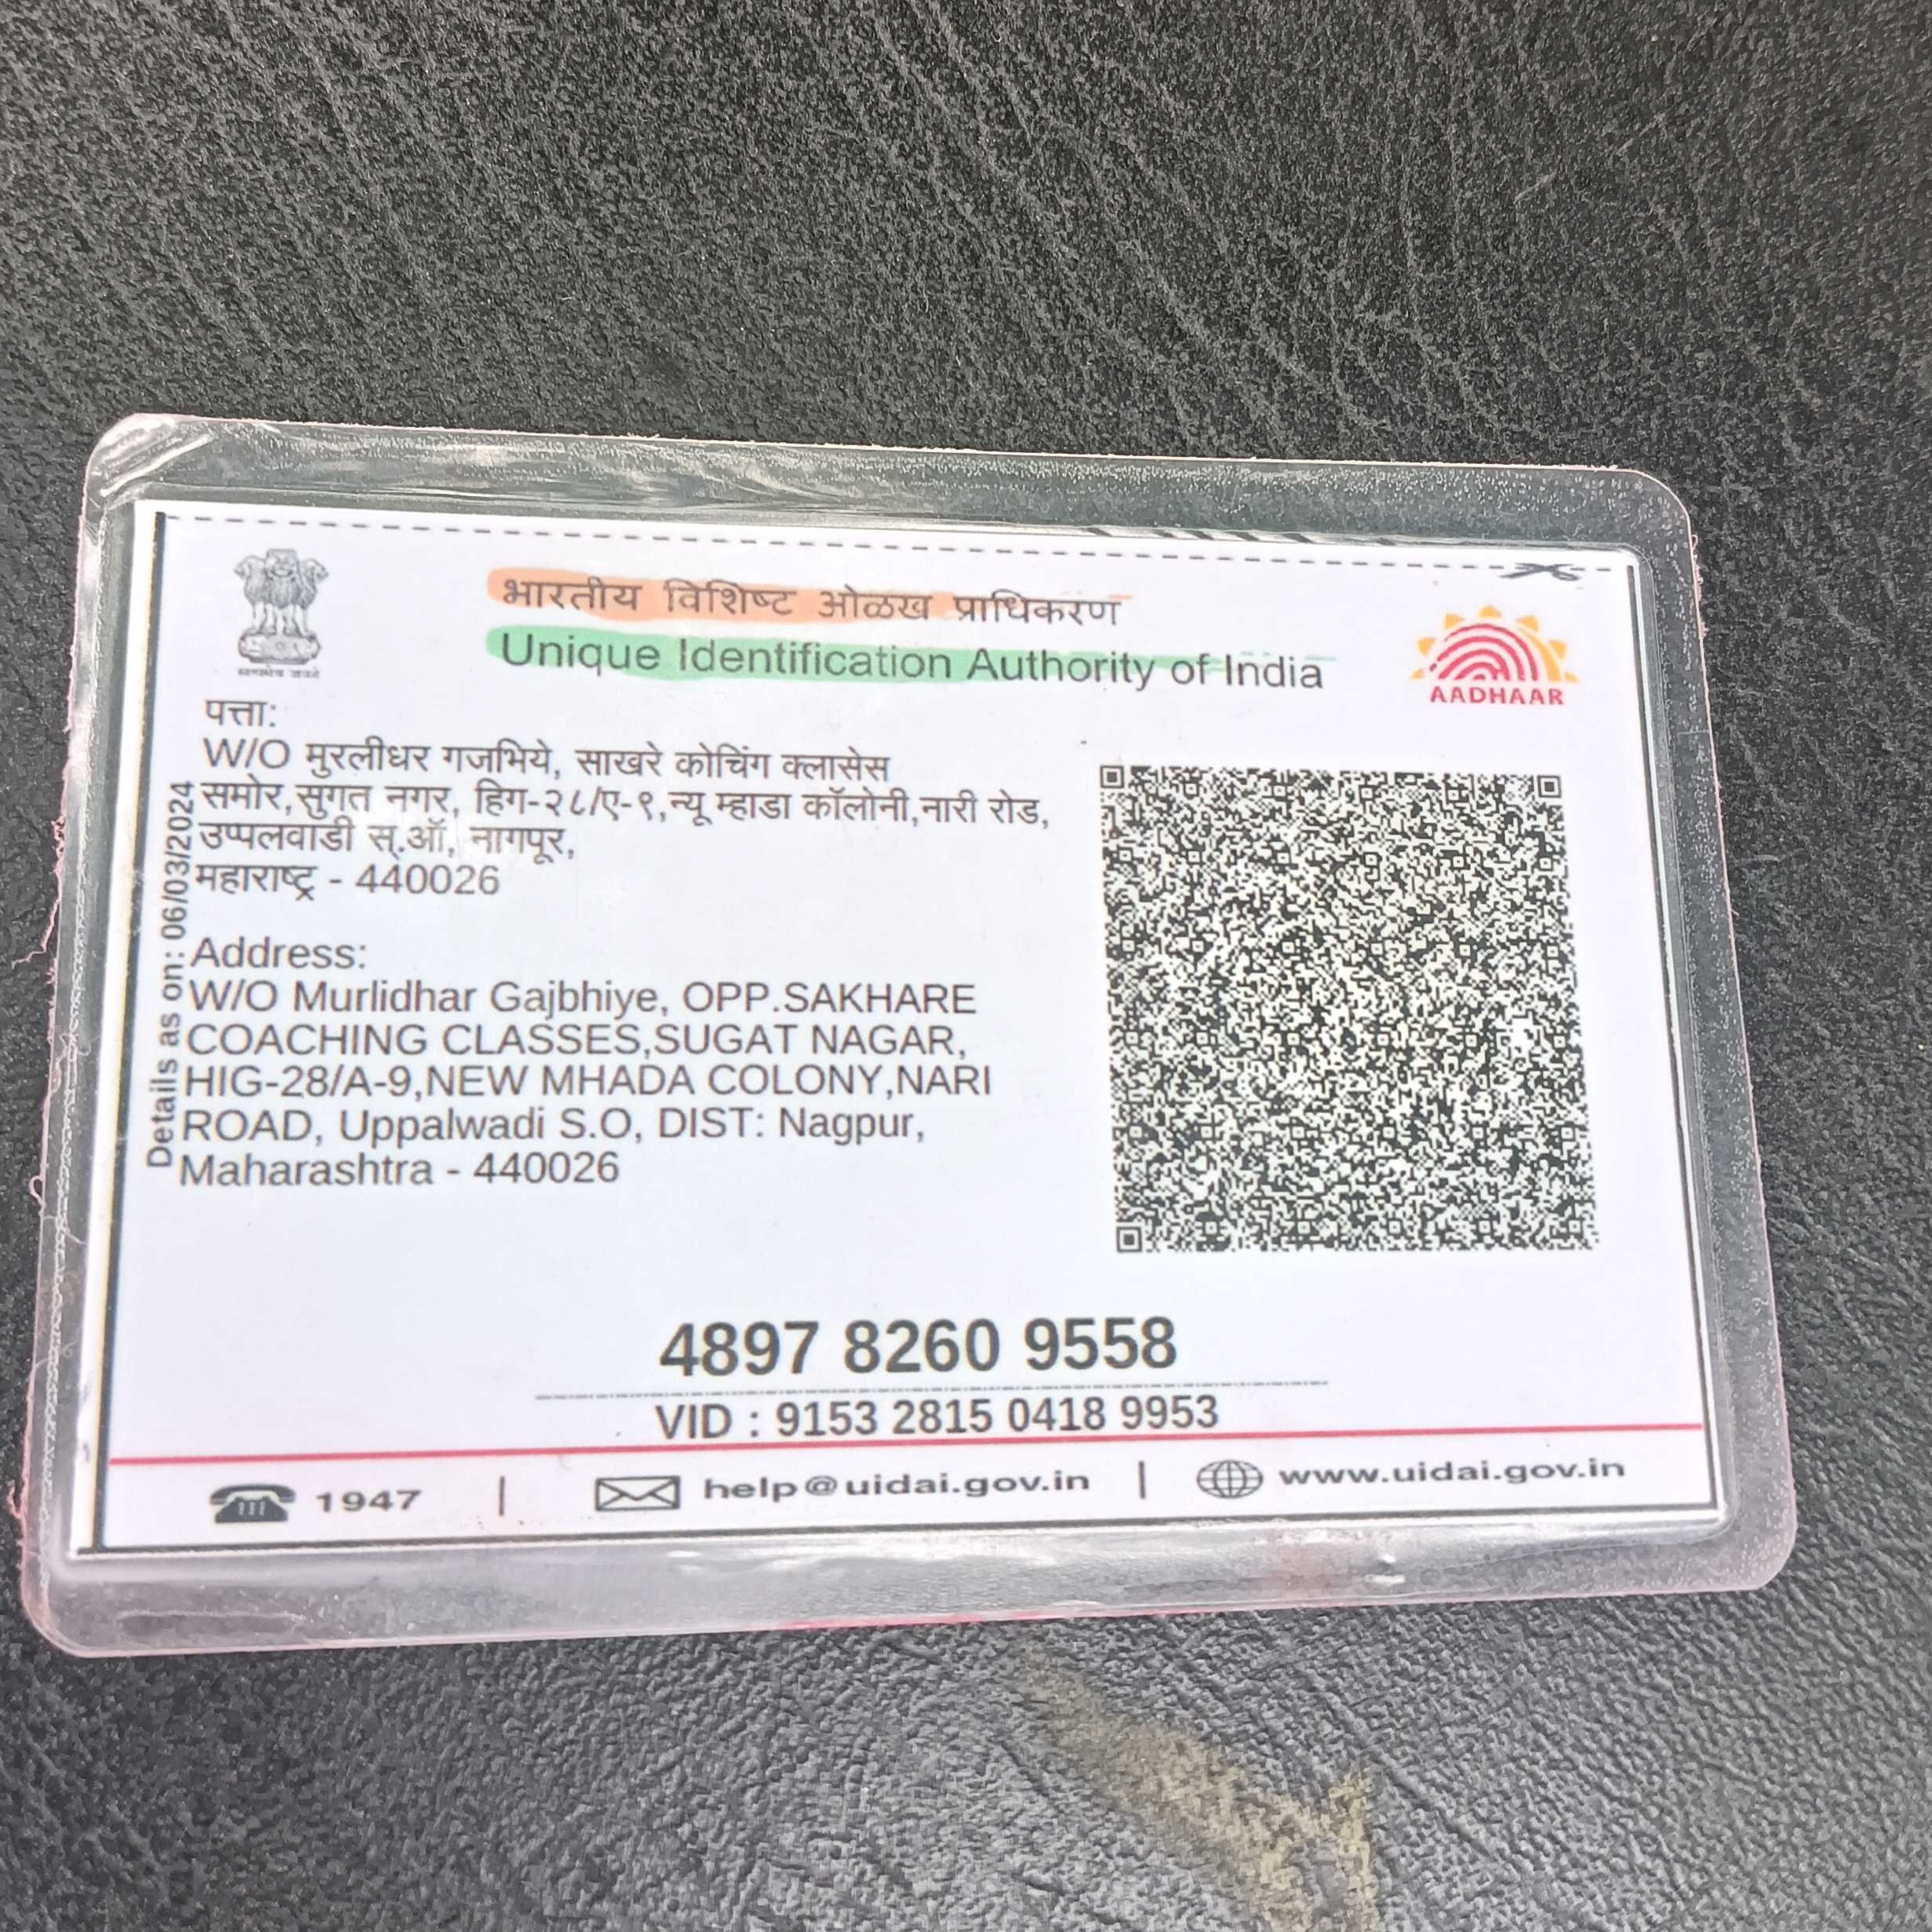 भारतीय विशिष्ट ओळख प्राधिकरण
Unique Identification Authority of India
AADHAAR
पत्ता:
W/O मुरलीधर गजभिये, साखरे कोचिंग क्लासेस
समोर,सुगत नगर, हिग-२८/ए-९,न्यू म्हाडा कॉलोनी,नारी रोड,
उप्पलवाडी स्.ऑ, नागपूर,
महाराष्ट्र - 440026
Details as on: 06/03/2024
Address:
W/O Murlidhar Gajbhiye, OPP.SAKHARE
COACHING CLASSES,SUGAT NAGAR,
HIG-28/A-9,NEW MHADA COLONY,NARI
ROAD, Uppalwadi S.O, DIST: Nagpur,
Maharashtra - 440026
4897 8260 9558
VID : 9153 2815 0418 9953
1947 | help@uidai.gov.in | www.uidai.gov.in